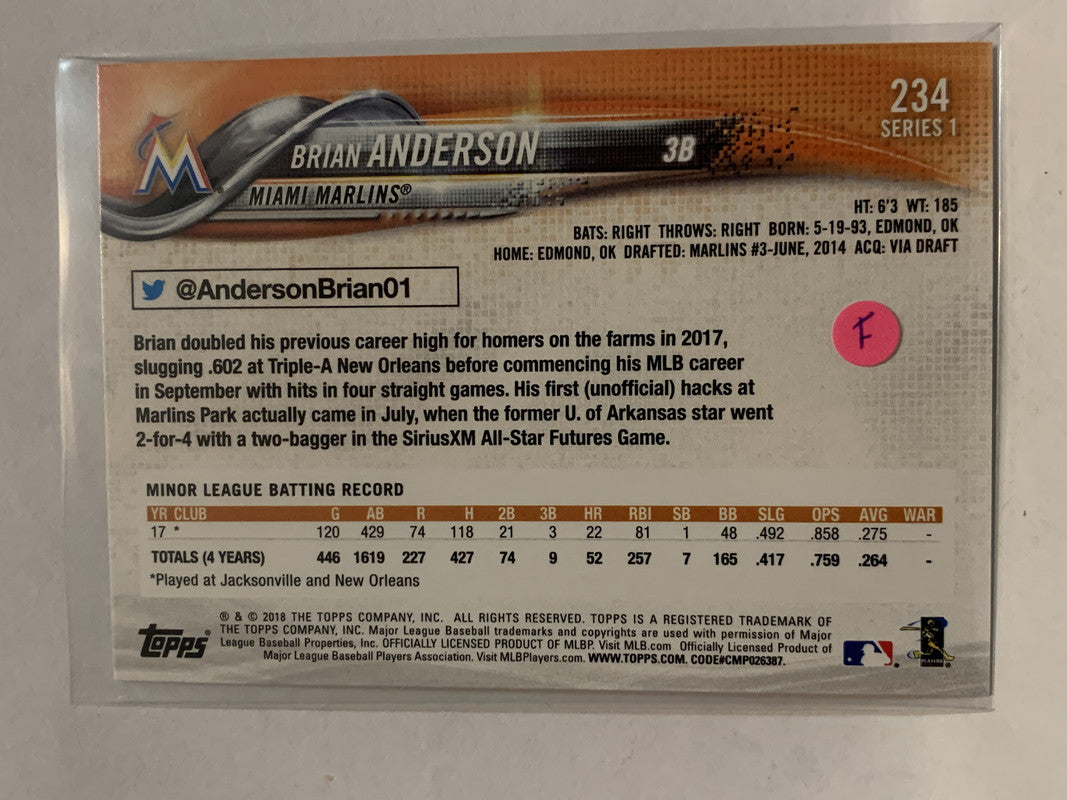 234
SERIES 1
BRIAN ANDERSON 3B
MIAMI MARLINS®
HT: 6'3 WT: 185
BATS: RIGHT THROWS: RIGHT BORN: 5-19-93, EDMOND, OK
HOME: EDMOND, OK DRAFTED: MARLINS #3-JUNE, 2014 ACQ: VIA DRAFT
@AndersonBrian01
F
Brian doubled his previous career high for homers on the farms in 2017,
slugging .602 at Triple-A New Orleans before commencing his MLB career
in September with hits in four straight games. His first (unofficial) hacks at
Marlins Park actually came in July, when the former U. of Arkansas star went
2-for-4 with a two-bagger in the SiriusXM All-Star Futures Game.
MINOR LEAGUE BATTING RECORD
YR CLUB G AB R H 2B 3B HR RBI SB BB SLG OPS AVG WAR
17 * 120 429 74 118 21 3 22 81 1 48 .492 .858 .275 -
TOTALS (4 YEARS) 446 1619 227 427 74 9 52 257 7 165 .417 .759 .264 -
*Played at Jacksonville and New Orleans
® & © 2018 THE TOPPS COMPANY, INC. ALL RIGHTS RESERVED. TOPPS IS A REGISTERED TRADEMARK OF
THE TOPPS COMPANY, INC. Major League Baseball trademarks and copyrights are used with permission of Major
League Baseball Properties, Inc. OFFICIALLY LICENSED PRODUCT OF MLBP. Visit MLB.com Officially Licensed Product of
Major League Baseball Players Association. Visit MLBPlayers.com. WWW.TOPPS.COM. CODE#CMP026387.
Topps®
PLAYERS